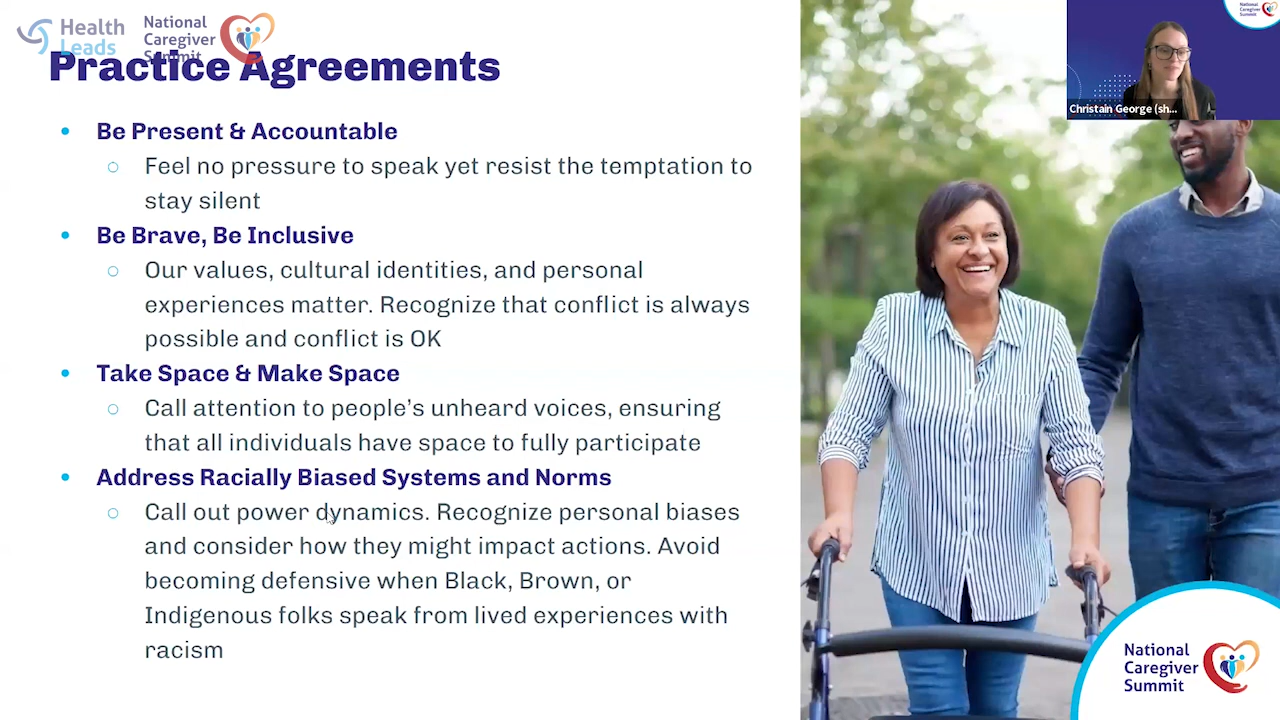 Health
Leads
National
Caregiver
Summit
Practice Agreements
Be Present & Accountable
Feel no pressure to speak yet resist the temptation to
stay silent
Be Brave, Be Inclusive
Our values, cultural identities, and personal
experiences matter. Recognize that conflict is always
possible and conflict is OK
Take Space & Make Space
Call attention to people's unheard voices, ensuring
that all individuals have space to fully participate
Address Racially Biased Systems and Norms
Call out power dynamics. Recognize personal biases
and consider how they might impact actions. Avoid
becoming defensive when Black, Brown, or
Indigenous folks speak from lived experiences with
racism
National
Caregiver
Summit
Christain George (sh...
National
Caregiver
Summit